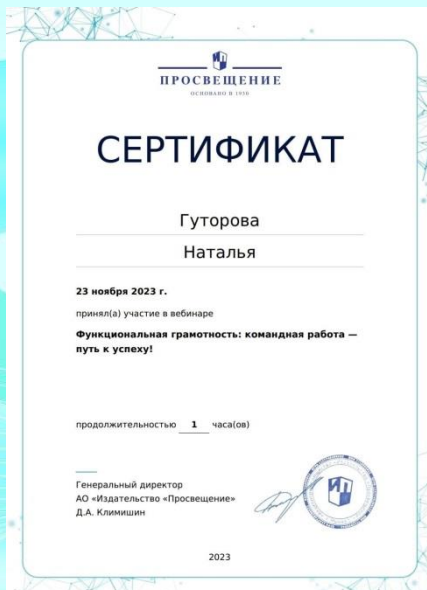 ПРОСВЕЩЕНИЕ
ОСНОВАНО В 1930
СЕРТИФИКАТ
Гуторова
Наталья
23 ноября 2023 г.
принял(а) участие в вебинаре
Функциональная грамотность: командная работа —
путь к успеху!
продолжительностью 1 часа(ов)
Генеральный директор
АО «Издательство «Просвещение»
Д.А. Климишин
2023